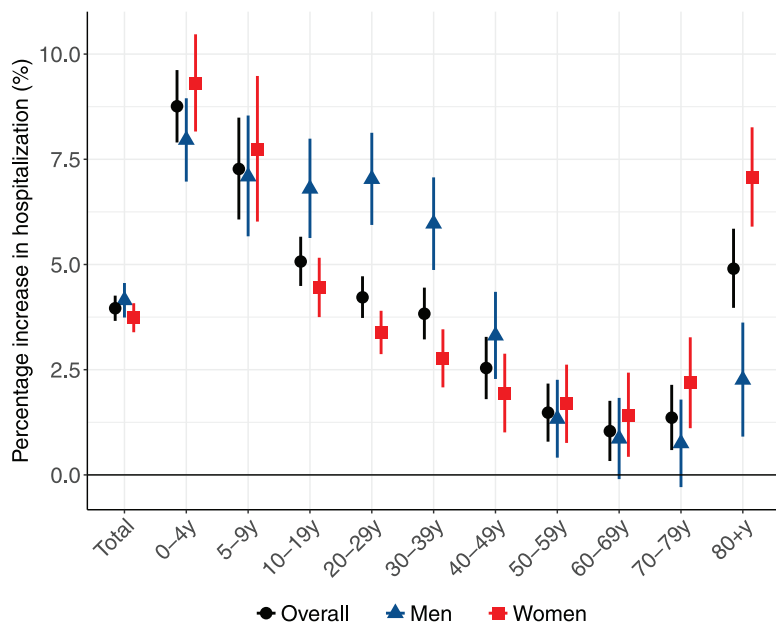 Percentage increase in hospitalization (%)
10.0
7.5
5.0
2.5
0.0
Total
0–4y
5–9y
10–19y
20–29y
30–39y
40–49y
50–59y
60–69y
70–79y
80+y
Overall
Men
Women